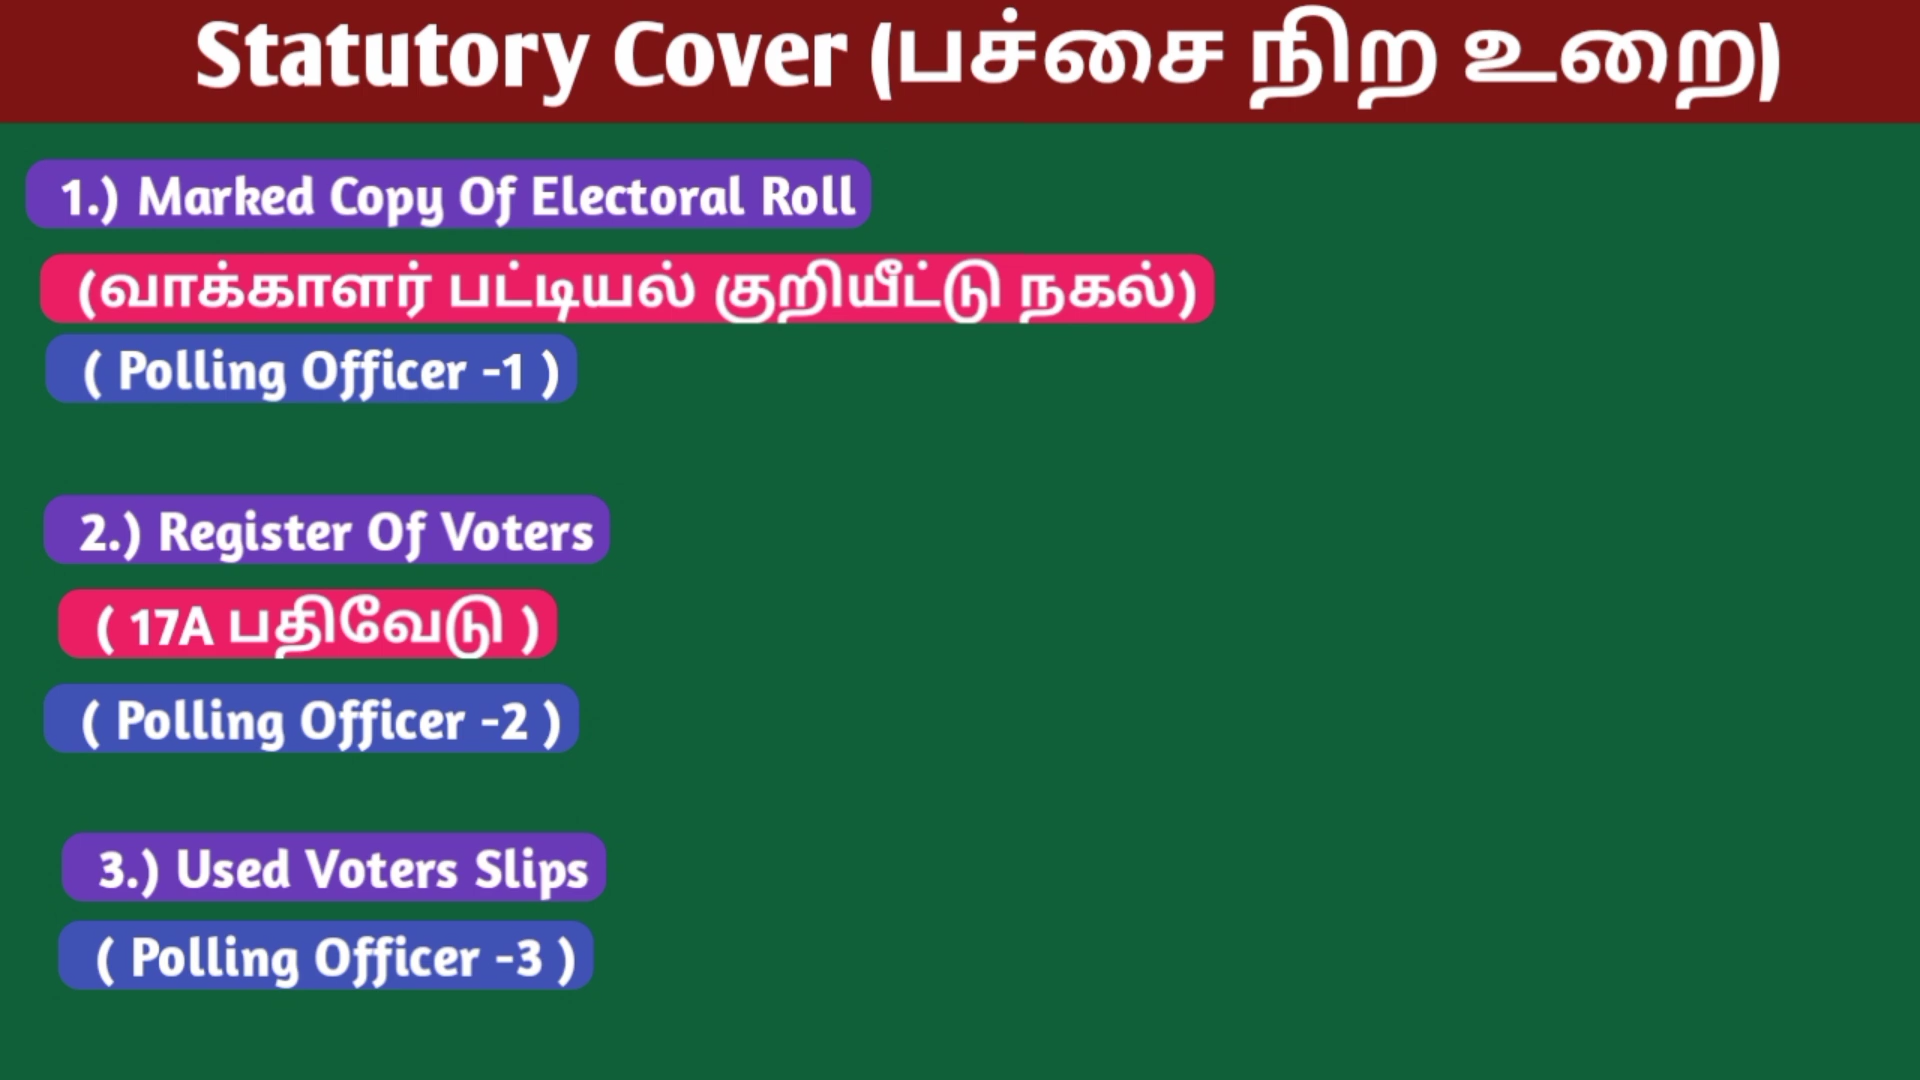 Statutory Cover (பச்சை நிற உறை)
1.) Marked Copy Of Electoral Roll
(வாக்காளர் பட்டியல் குறியீட்டு நகல்)
( Polling Officer -1 )
2.) Register Of Voters
( 17A பதிவேடு )
( Polling Officer -2 )
3.) Used Voters Slips
( Polling Officer -3 )